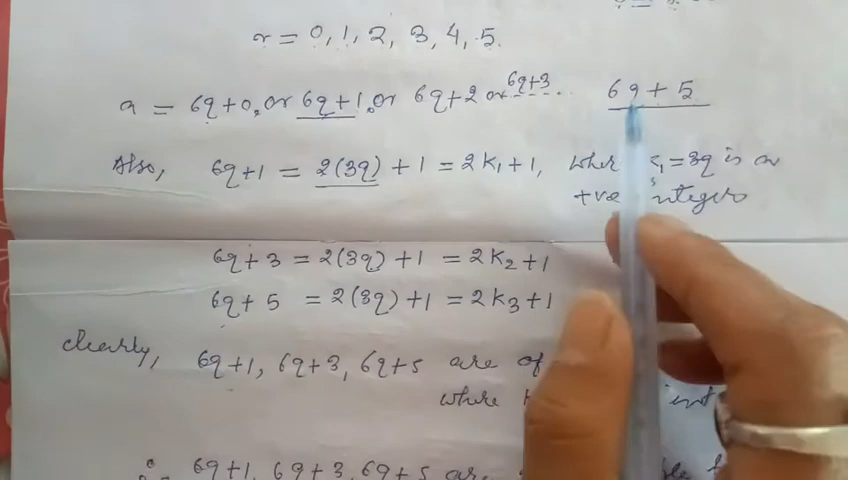 r = 0, 1, 2, 3, 4, 5.
a = 6q+0, or 6q+1, or 6q+2 or 6q+3 ..... 6q+5
Also, 6q+1 = 2(3q)+1 = 2k₁+1, where k₁=3q is a
+ve integer
6q+3 = 2(3q)+1 = 2k₂+1
6q+5 = 2(3q)+1 = 2k₃+1
clearly, 6q+1, 6q+3, 6q+5 are of
where
6q+1, 6q+3, 6q+5 are